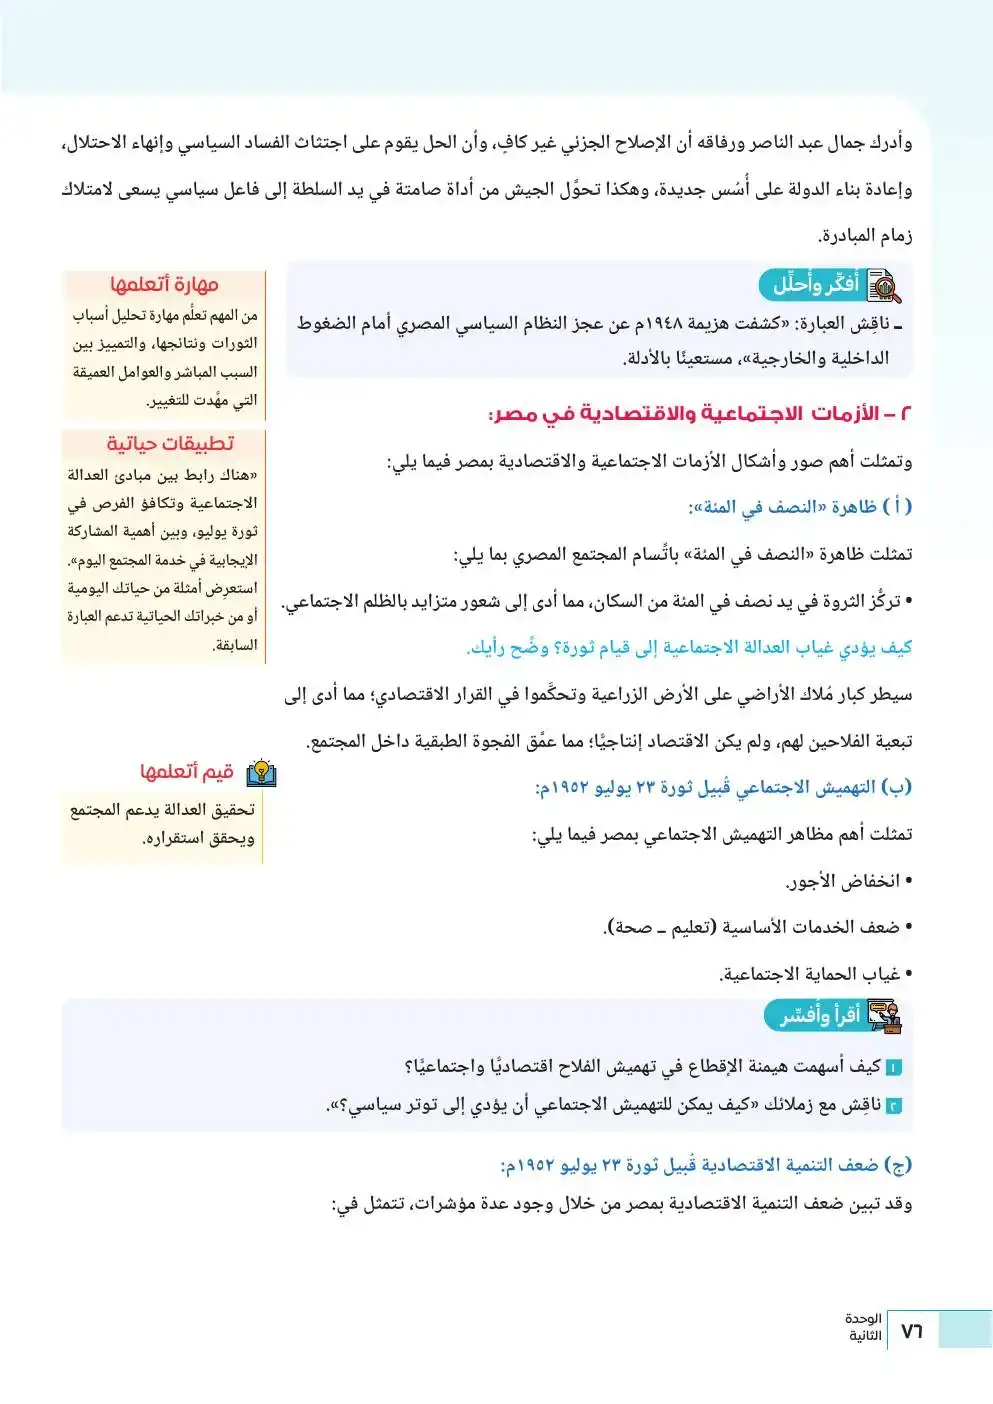 وأدرك جمال عبد الناصر ورفاقه أن الإصلاح الجزئي غير كافٍ، وأن الحل يقوم على اجتثاث الفساد السياسي وإنهاء الاحتلال،
وإعادة بناء الدولة على أُسُس جديدة، وهكذا تحوَّل الجيش من أداة صامتة في يد السلطة إلى فاعل سياسي يسعى لامتلاك
زمام المبادرة.
أفكِّر وأحلِّل
ـ ناقِش العبارة: «كشفت هزيمة ١٩٤٨م عن عجز النظام السياسي المصري أمام الضغوط
الداخلية والخارجية»، مستعينًا بالأدلة.
مهارة أتعلمها
من المهم تعلُّم مهارة تحليل أسباب
الثورات ونتائجها، والتمييز بين
السبب المباشر والعوامل العميقة
التي مهَّدت للتغيير.
٢ – الأزمات الاجتماعية والاقتصادية في مصر:
وتمثلت أهم صور وأشكال الأزمات الاجتماعية والاقتصادية بمصر فيما يلي:
( أ ) ظاهرة «النصف في المئة»:
تمثلت ظاهرة «النصف في المئة» باتِّسام المجتمع المصري بما يلي:
• تركُّز الثروة في يد نصف في المئة من السكان، مما أدى إلى شعور متزايد بالظلم الاجتماعي.
كيف يؤدي غياب العدالة الاجتماعية إلى قيام ثورة؟ وضَّح رأيك.
تطبيقات حياتية
«هناك رابط بين مبادئ العدالة
الاجتماعية وتكافؤ الفرص في
ثورة يوليو، وبين أهمية المشاركة
الإيجابية في خدمة المجتمع اليوم».
استعرِض أمثلة من حياتك اليومية
أو من خبراتك الحياتية تدعم العبارة
السابقة.
سيطر كبار مُلاك الأراضي على الأرض الزراعية وتحكَّموا في القرار الاقتصادي؛ مما أدى إلى
تبعية الفلاحين لهم، ولم يكن الاقتصاد إنتاجيًّا؛ مما عمَّق الفجوة الطبقية داخل المجتمع.
قيم أتعلمها
تحقيق العدالة يدعم المجتمع
ويحقق استقراره.
(ب) التهميش الاجتماعي قُبيل ثورة ٢٣ يوليو ١٩٥٢م:
تمثلت أهم مظاهر التهميش الاجتماعي بمصر فيما يلي:
• انخفاض الأجور.
• ضعف الخدمات الأساسية (تعليم ـ صحة).
• غياب الحماية الاجتماعية.
أقرأ وأفسِّر
١ كيف أسهمت هيمنة الإقطاع في تهميش الفلاح اقتصاديًّا واجتماعيًّا؟
٢ ناقِش مع زملائك «كيف يمكن للتهميش الاجتماعي أن يؤدي إلى توتر سياسي؟».
(ج) ضعف التنمية الاقتصادية قُبيل ثورة ٢٣ يوليو ١٩٥٢م:
وقد تبين ضعف التنمية الاقتصادية بمصر من خلال وجود عدة مؤشرات، تتمثل في:
٧٦
الوحدة
الثانية